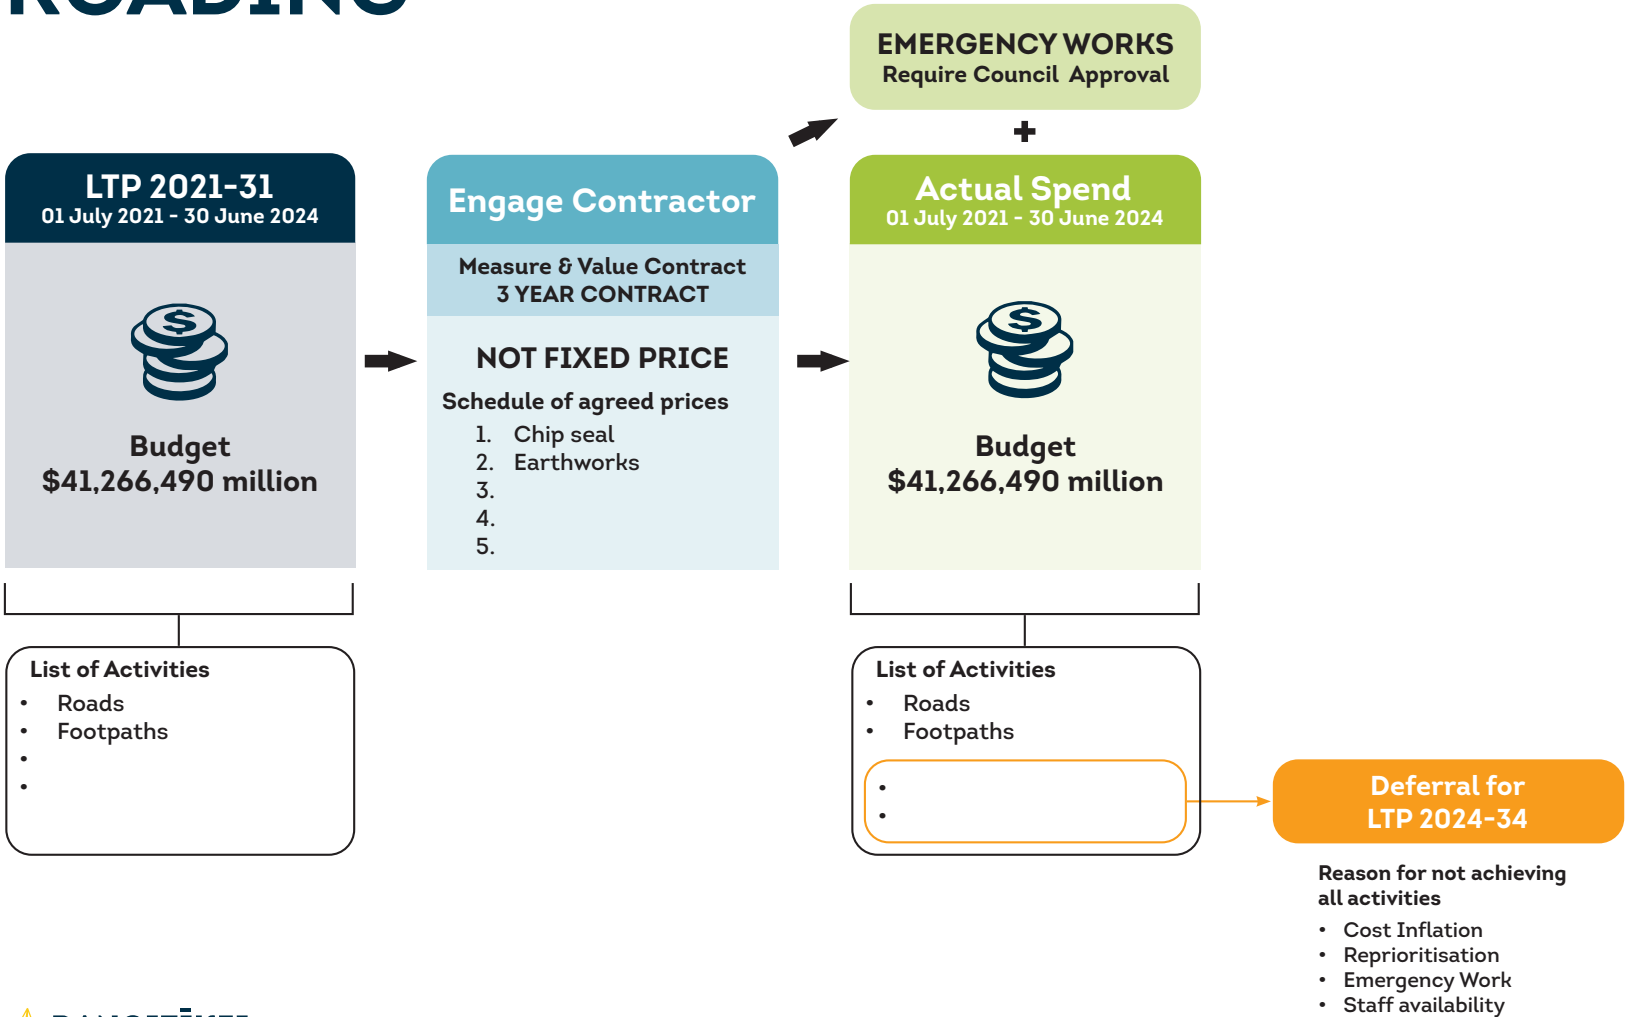 ROADING
EMERGENCY WORKS
Require Council Approval
+
LTP 2021-31
01 July 2021 - 30 June 2024
Engage Contractor
Actual Spend
01 July 2021 - 30 June 2024
Measure & Value Contract
3 YEAR CONTRACT
$
NOT FIXED PRICE
Schedule of agreed prices
1. Chip seal
2. Earthworks
3.
4.
5.
$
Budget
$41,266,490 million
Budget
$41,266,490 million
List of Activities
• Roads
• Footpaths
•
•
List of Activities
• Roads
• Footpaths
•
•
Deferral for
LTP 2024-34
Reason for not achieving
all activities
• Cost Inflation
• Reprioritisation
• Emergency Work
• Staff availability
RANGITĪKEI